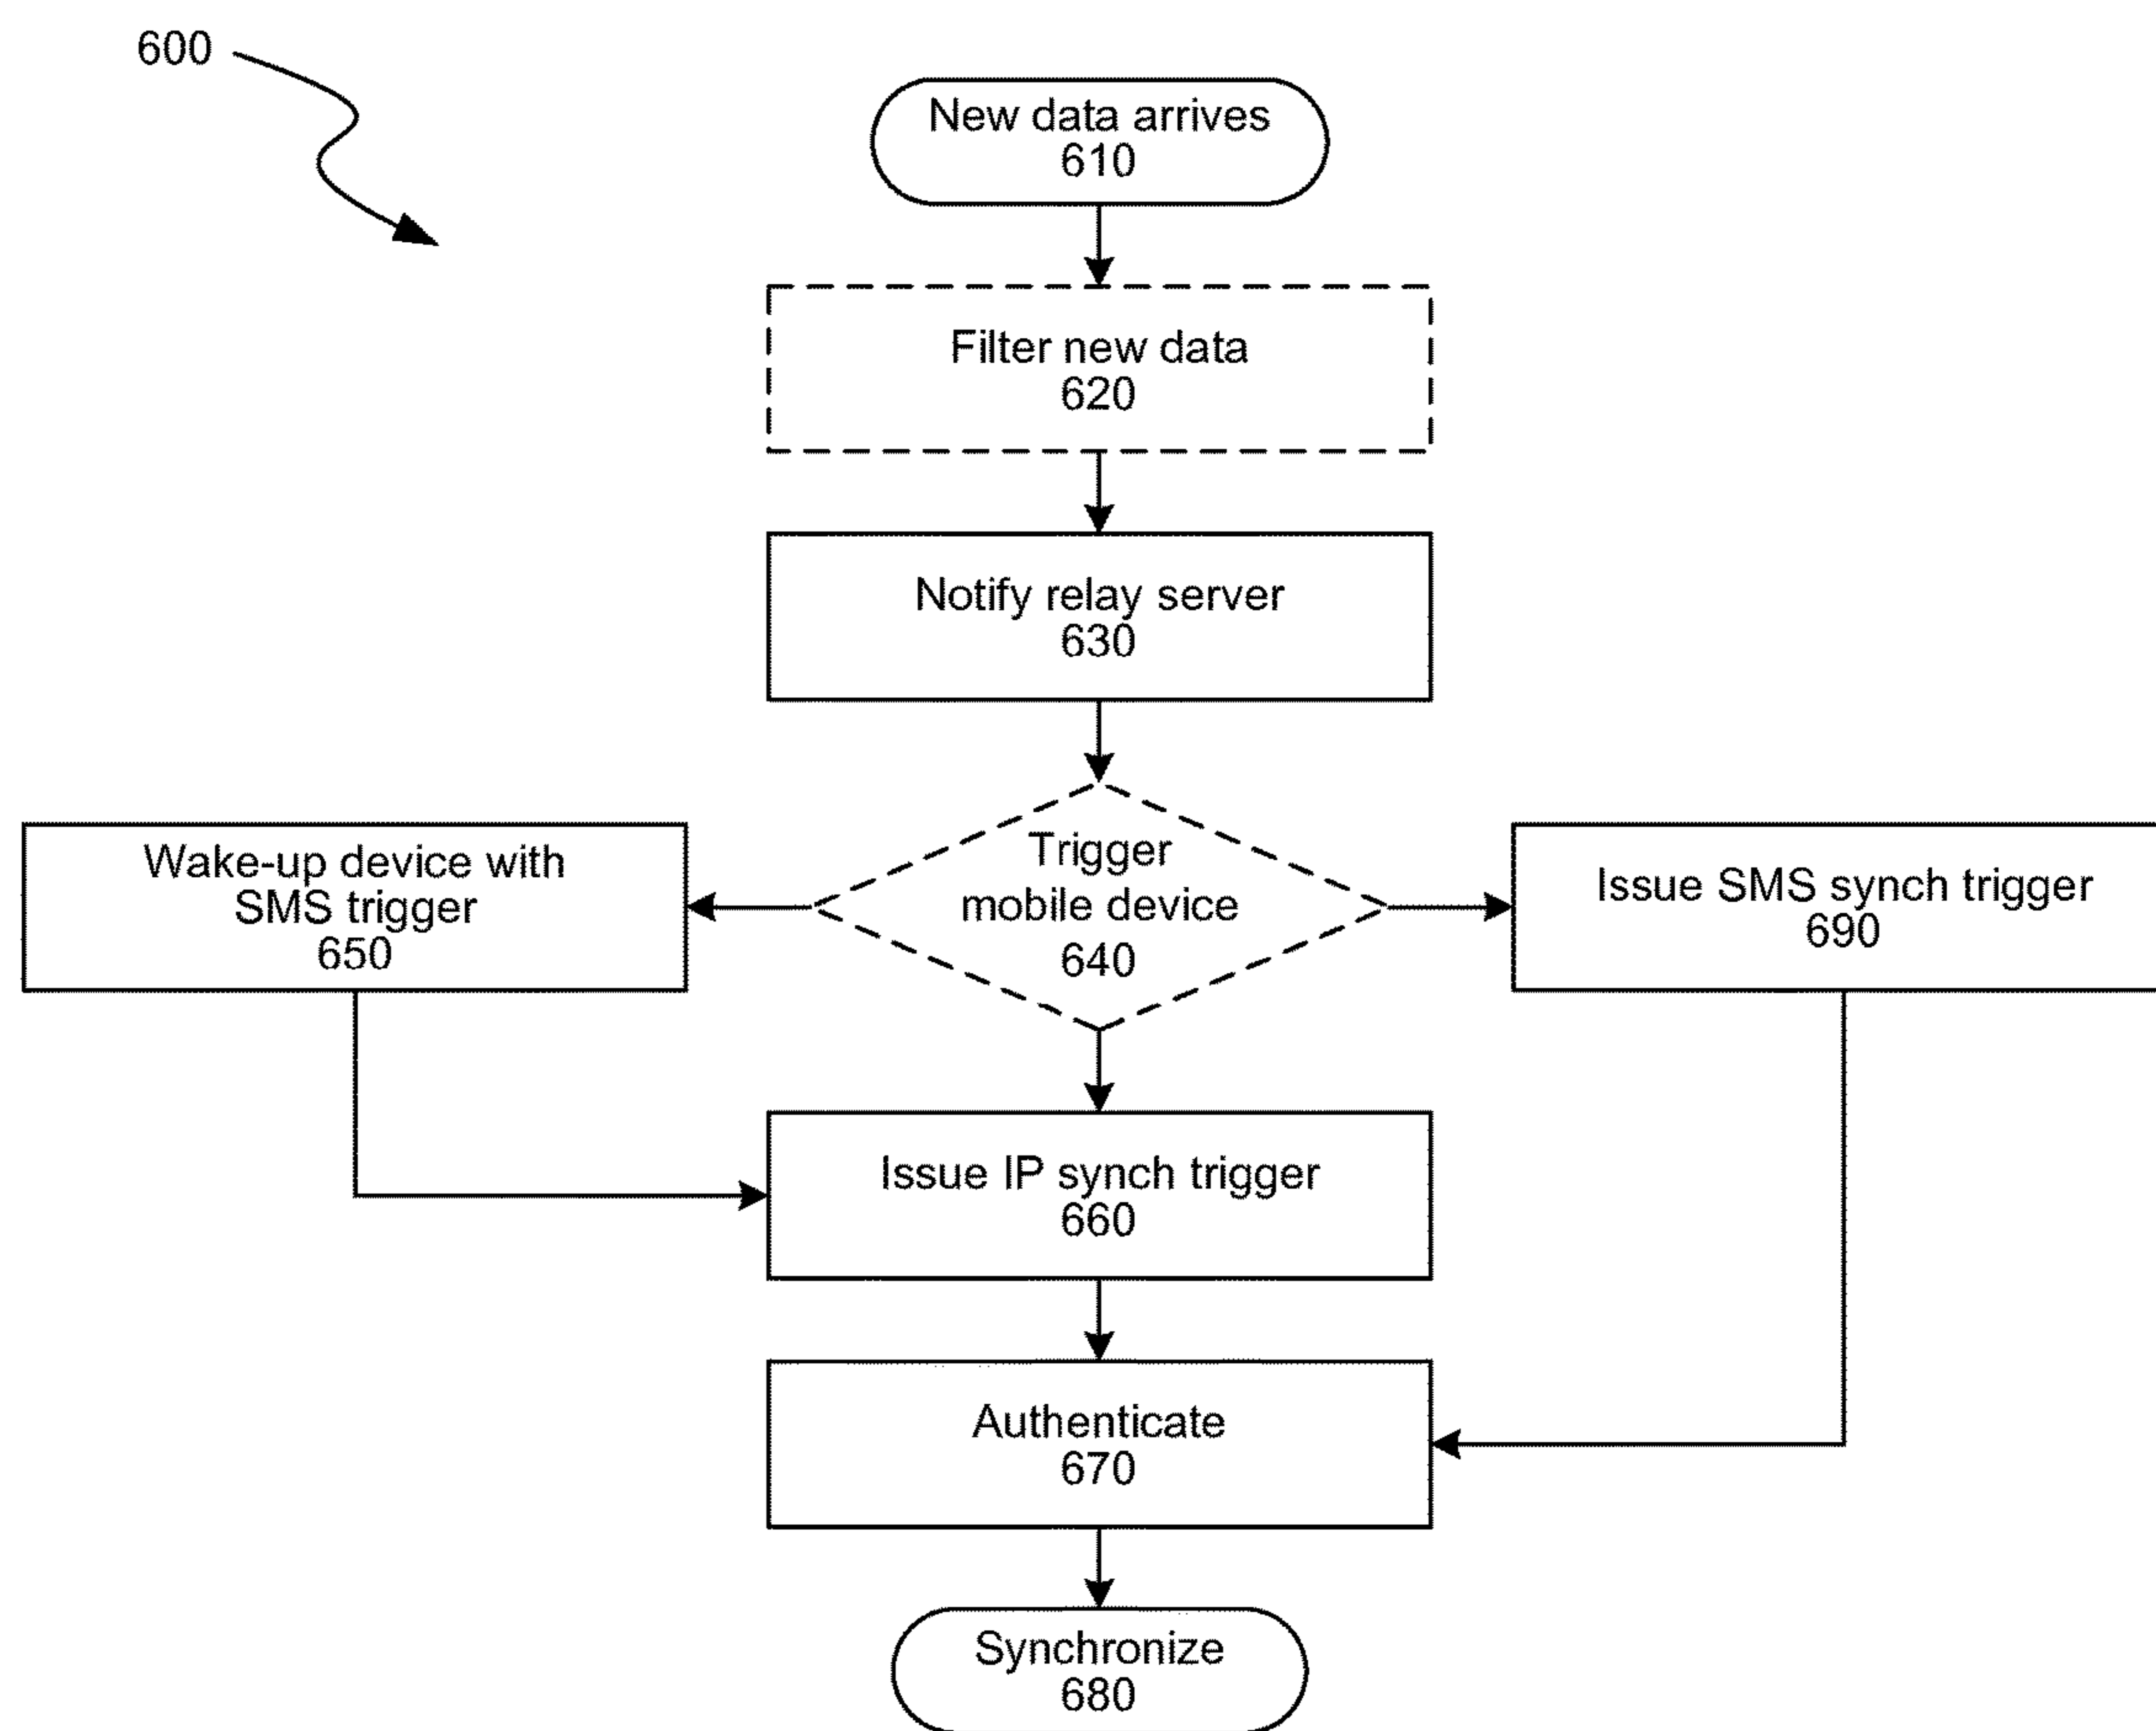 600
New data arrives
610
Filter new data
620
Notify relay server
630
Wake-up device with
SMS trigger
650
Trigger
mobile device
640
Issue SMS synch trigger
690
Issue IP synch trigger
660
Authenticate
670
Synchronize
680